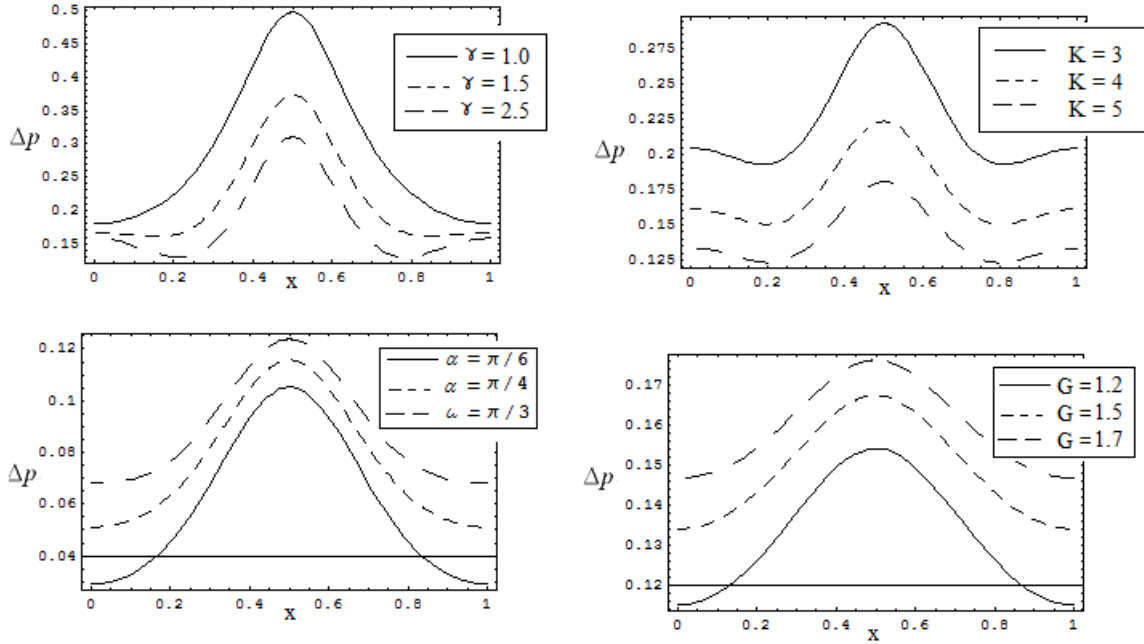 0.5
0.45
0.4
0.35
0.3
0.25
0.2
0.15
Δp
ɤ = 1.0
ɤ = 1.5
ɤ = 2.5
0 0.2 0.4 0.6 0.8 1
x
0.275
0.25
0.225
0.2
0.175
0.15
0.125
Δp
K = 3
K = 4
K = 5
0 0.2 0.4 0.6 0.8 1
x
0.12
0.1
0.08
0.06
0.04
Δp
α = π / 6
α = π / 4
ω = π / 3
0 0.2 0.4 0.6 0.8 1
x
0.17
0.16
0.15
0.14
0.13
0.12
Δp
G = 1.2
G = 1.5
G = 1.7
0 0.2 0.4 0.6 0.8 1
x